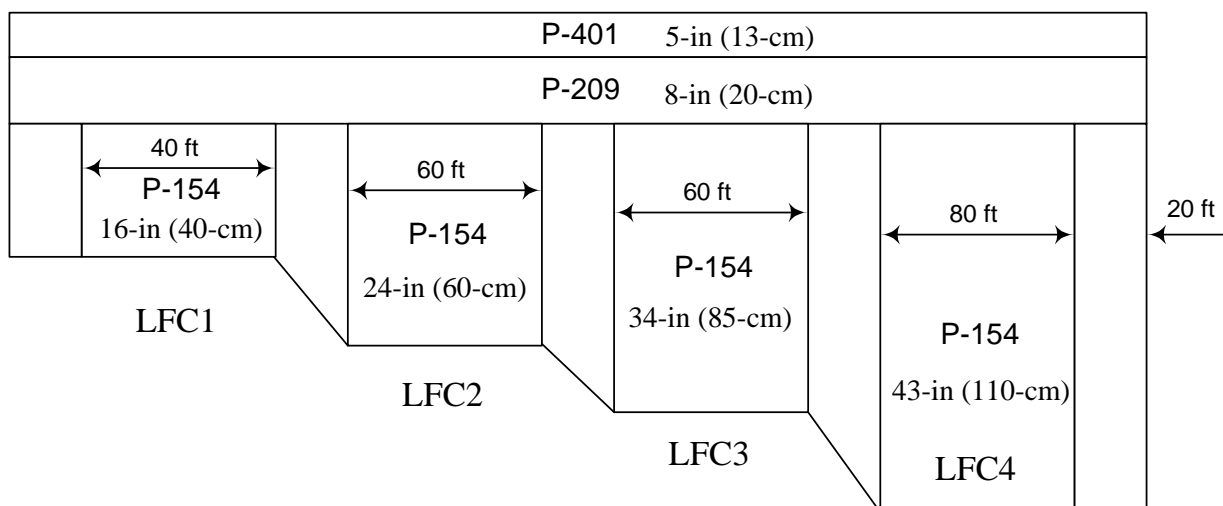 P-401 5-in (13-cm)
P-209 8-in (20-cm)
40 ft
P-154
16-in (40-cm)
LFC1
60 ft
P-154
24-in (60-cm)
LFC2
60 ft
P-154
34-in (85-cm)
LFC3
80 ft
P-154
43-in (110-cm)
LFC4
20 ft